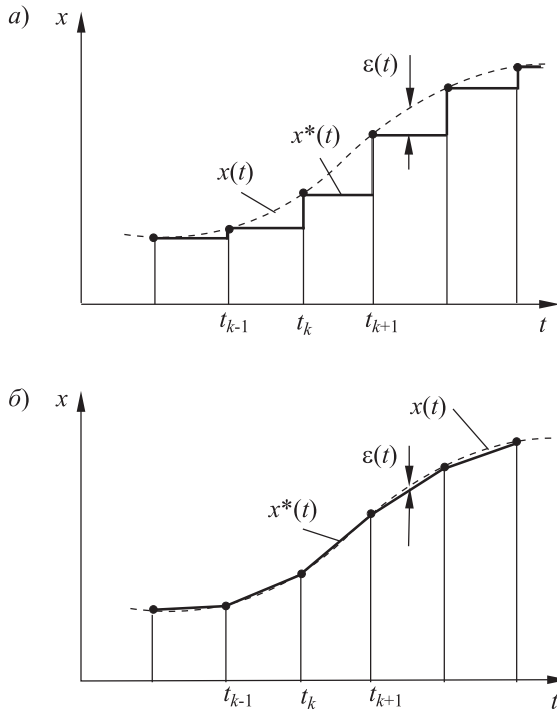 а) x
ε(t)
x*(t)
x(t)
t_{k-1} t_k t_{k+1} t
б) x
x(t)
ε(t)
x*(t)
t_{k-1} t_k t_{k+1} t